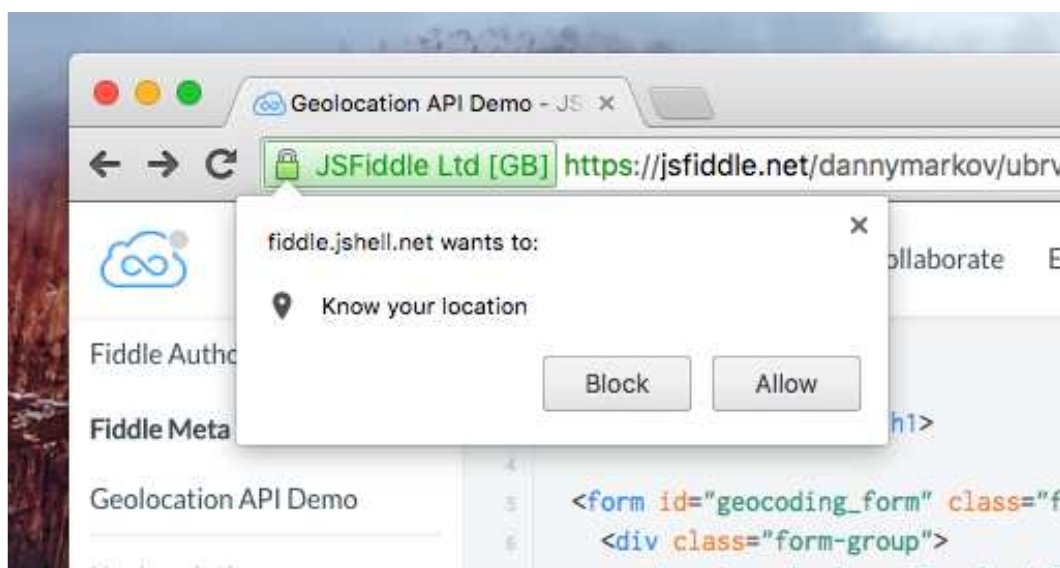 Geolocation API Demo - JS
JSFiddle Ltd [GB] https://jsfiddle.net/dannymarkov/ubrv
fiddle.jshell.net wants to:
ollaborate E
Know your location
Fiddle Autho
Block Allow
Fiddle Meta
h1>
4
Geolocation API Demo
5 <form id="geocoding_form" class="f
6 <div class="form-group">